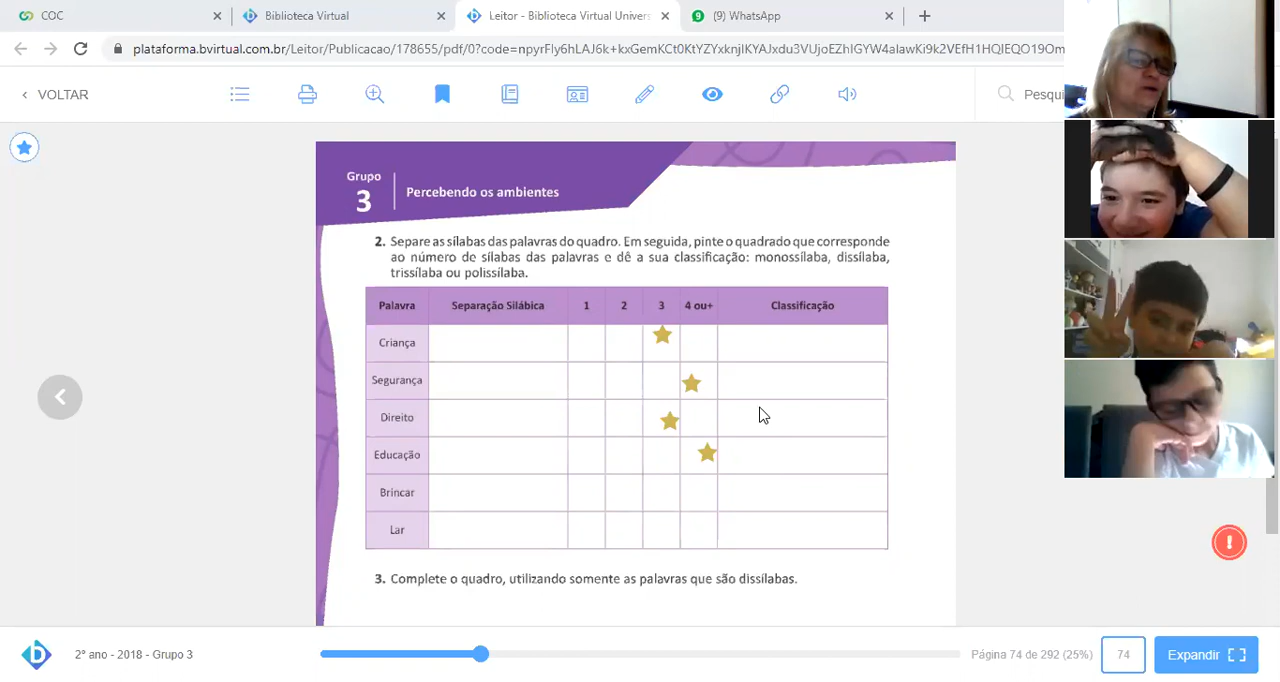 COC
Biblioteca Virtual
Leitor - Biblioteca Virtual Univers
(9) WhatsApp
plataforma.bvirtual.com.br/Leitor/Publicacao/178655/pdf/0?code=
VOLTAR
Pesqui
Grupo
3
Percebendo os ambientes
2. Separe as sílabas das palavras do quadro. Em seguida, pinte o quadrado que corresponde
ao número de sílabas das palavras e dê a sua classificação: monossílaba, dissílaba,
trissílaba ou polissílaba.
Palavra Separação Silábica 1 2 3 4 ou+ Classificação
Criança
Segurança
Direito
Educação
Brincar
Lar
3. Complete o quadro, utilizando somente as palavras que são dissílabas.
2º ano - 2018 - Grupo 3
Página 74 de 292 (25%)
74
Expandir